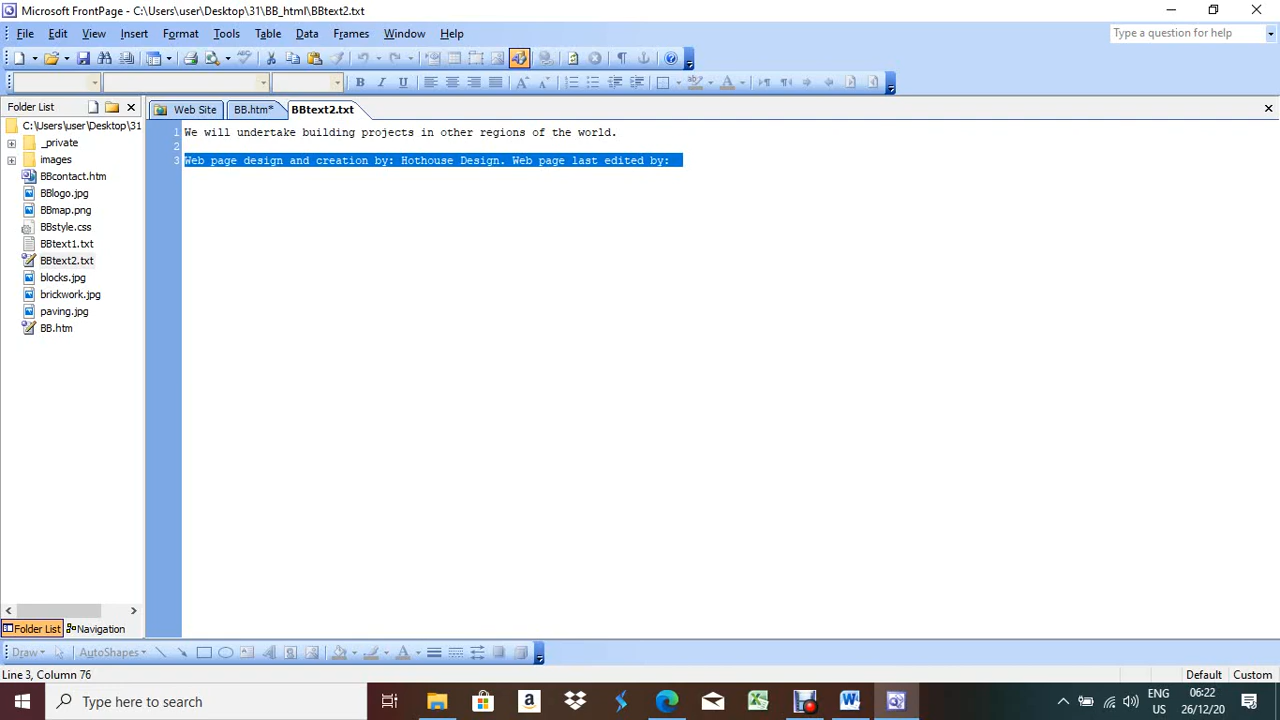 Microsoft FrontPage - C:\Users\user\Desktop\31\BB_html\BBtext2.txt
File Edit View Insert Format Tools Table Data Frames Window Help
Type a question for help
Folder List
Web Site BB.htm* BBtext2.txt
C:\Users\user\Desktop\31
_private
images
BBcontact.htm
BBlogo.jpg
BBmap.png
BBstyle.css
BBtext1.txt
BBtext2.txt
blocks.jpg
brickwork.jpg
paving.jpg
BB.htm
1 We will undertake building projects in other regions of the world.
2
3 Web page design and creation by: Hothouse Design. Web page last edited by:
Folder List Navigation
Draw AutoShapes
Line 3, Column 76
Default Custom
Type here to search
ENG
US
06:22
26/12/20